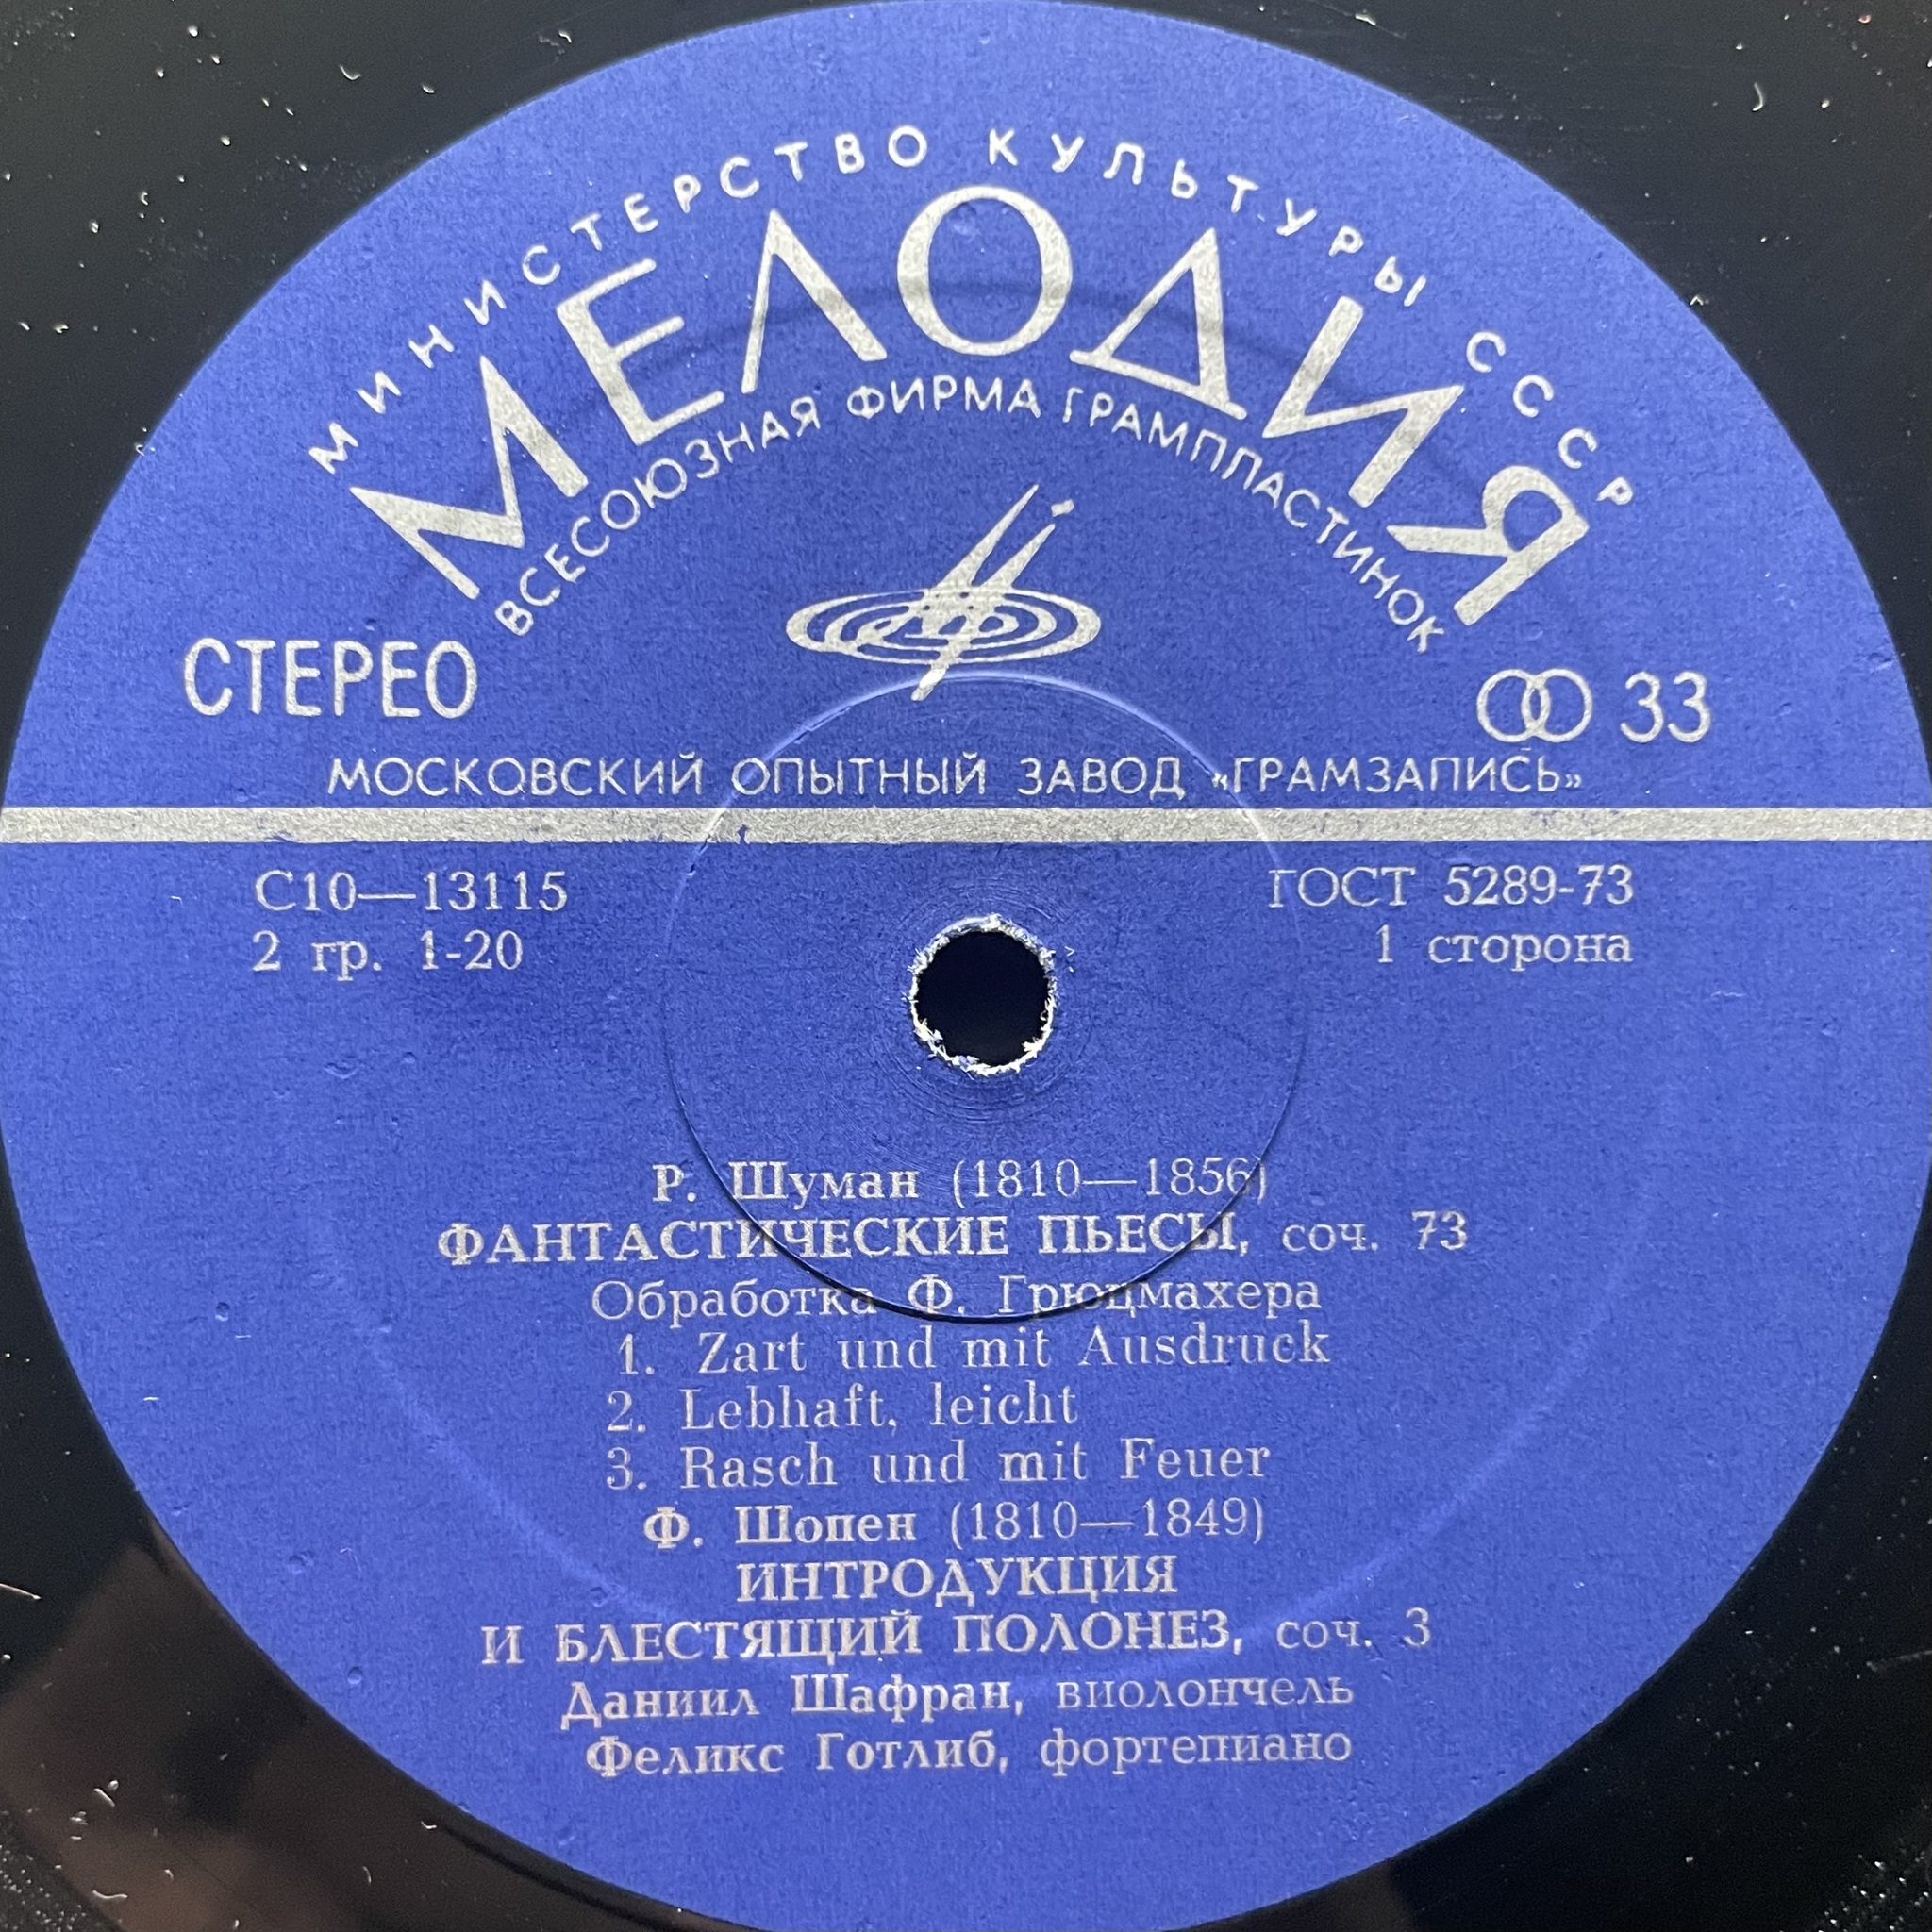 МИНИСТЕРСТВО КУЛЬТУРЫ СССР
МЕЛОДИЯ
ВСЕСОЮЗНАЯ ФИРМА ГРАМПЛАСТИНОК
СТЕРЕО
33
МОСКОВСКИЙ ОПЫТНЫЙ ЗАВОД «ГРАМЗАПИСЬ»
С10—13115
ГОСТ 5289-73
2 гр. 1-20
1 сторона
Р. Шуман (1810—1856)
ФАНТАСТИЧЕСКИЕ ПЬЕСЫ, соч. 73
Обработка Ф. Грюцмахера
1. Zart und mit Ausdruck
2. Lebhaft, leicht
3. Rasch und mit Feuer
Ф. Шопен (1810—1849)
ИНТРОДУКЦИЯ
И БЛЕСТЯЩИЙ ПОЛОНЕЗ, соч. 3
Даниил Шафран, виолончель
Феликс Готлиб, фортепиано